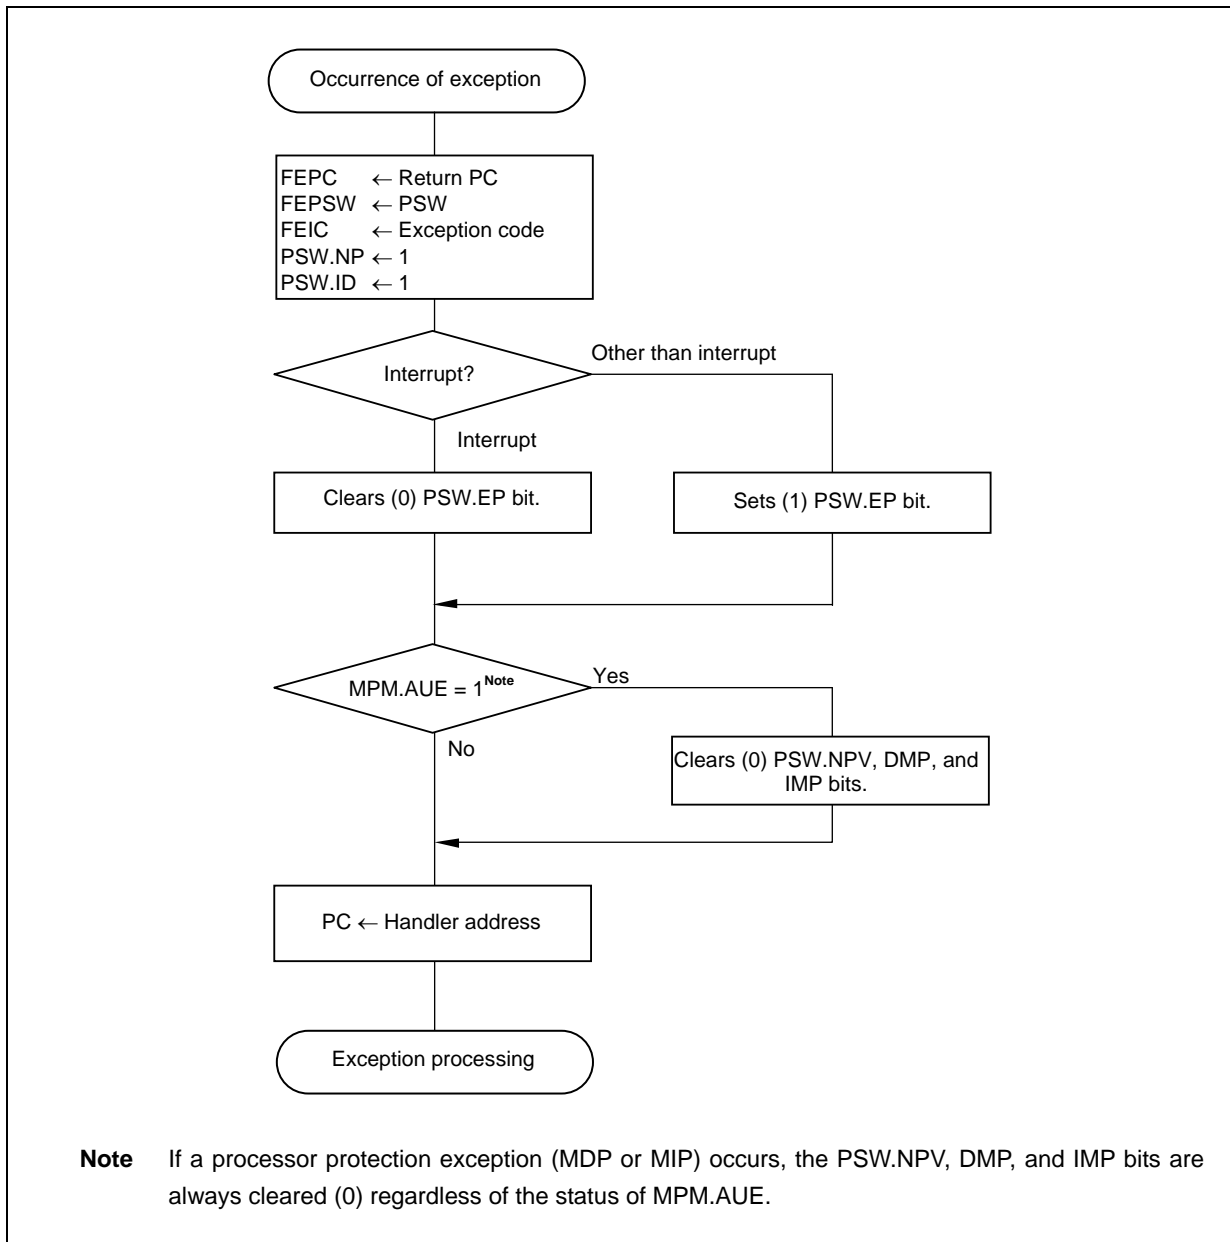 Occurrence of exception
FEPC ← Return PC
FEPSW ← PSW
FEIC ← Exception code
PSW.NP ← 1
PSW.ID ← 1
Other than interrupt
Interrupt?
Interrupt
Clears (0) PSW.EP bit.
Sets (1) PSW.EP bit.
MPM.AUE = 1Note
Yes
No
Clears (0) PSW.NPV, DMP, and
IMP bits.
PC ← Handler address
Exception processing
Note If a processor protection exception (MDP or MIP) occurs, the PSW.NPV, DMP, and IMP bits are
always cleared (0) regardless of the status of MPM.AUE.